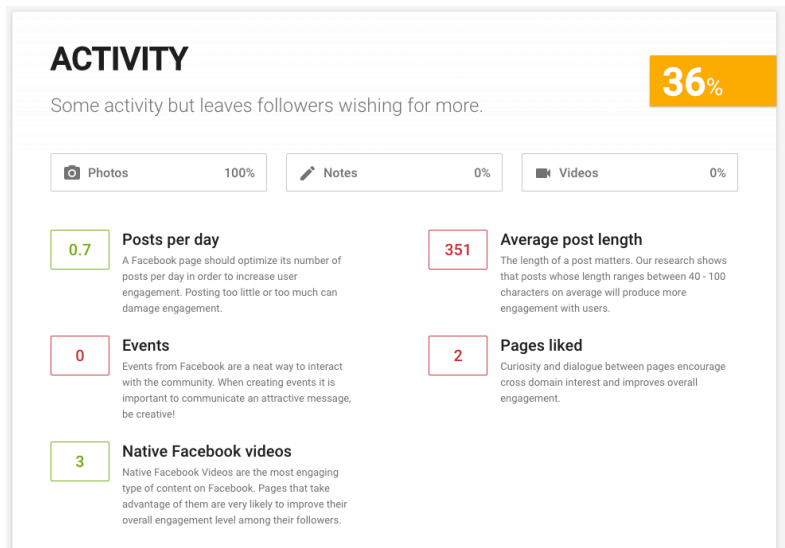 ACTIVITY
36%
Some activity but leaves followers wishing for more.
Photos 100%
Notes 0%
Videos 0%
0.7
Posts per day
A Facebook page should optimize its number of
posts per day in order to increase user
engagement. Posting too little or too much can
damage engagement.
351
Average post length
The length of a post matters. Our research shows
that posts whose length ranges between 40 - 100
characters on average will produce more
engagement with users.
0
Events
Events from Facebook are a neat way to interact
with the community. When creating events it is
important to communicate an attractive message,
be creative!
2
Pages liked
Curiosity and dialogue between pages encourage
cross domain interest and improves overall
engagement.
3
Native Facebook videos
Native Facebook Videos are the most engaging
type of content on Facebook. Pages that take
advantage of them are very likely to improve their
overall engagement level among their followers.